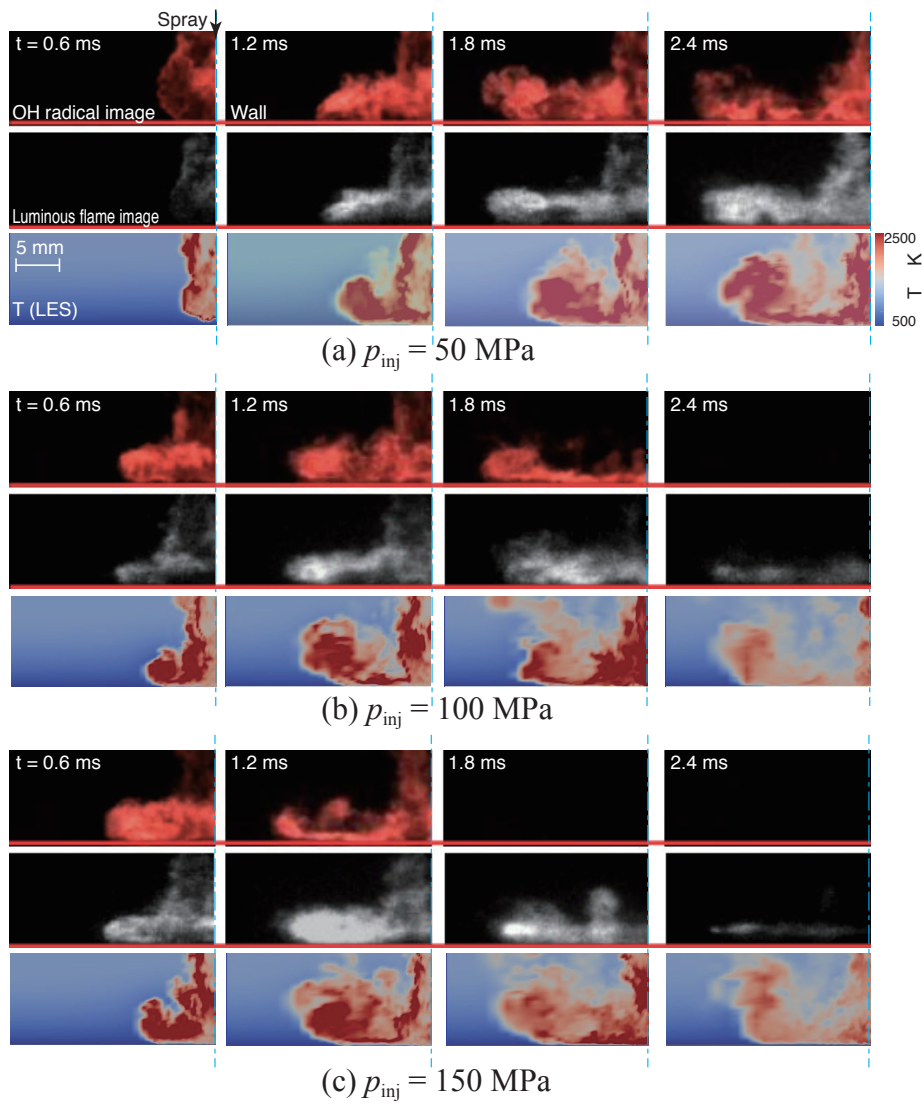 Spray
t = 0.6 ms 1.2 ms 1.8 ms 2.4 ms
OH radical image Wall
Luminous flame image
5 mm
T (LES)
2500
T K
500
(a) p_inj = 50 MPa
t = 0.6 ms 1.2 ms 1.8 ms 2.4 ms
(b) p_inj = 100 MPa
t = 0.6 ms 1.2 ms 1.8 ms 2.4 ms
(c) p_inj = 150 MPa